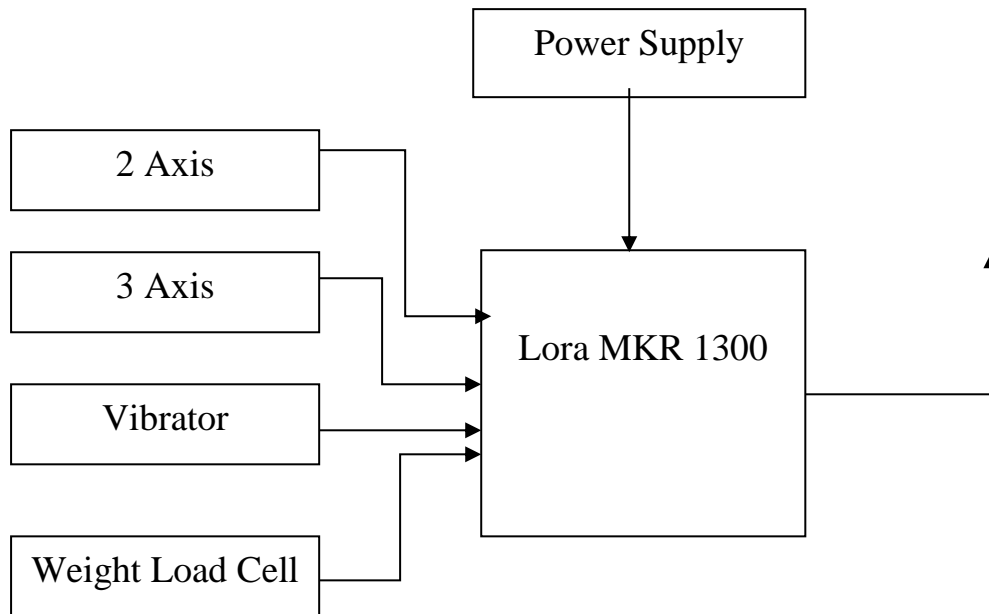 Power Supply
2 Axis
3 Axis
Lora MKR 1300
Vibrator
Weight Load Cell